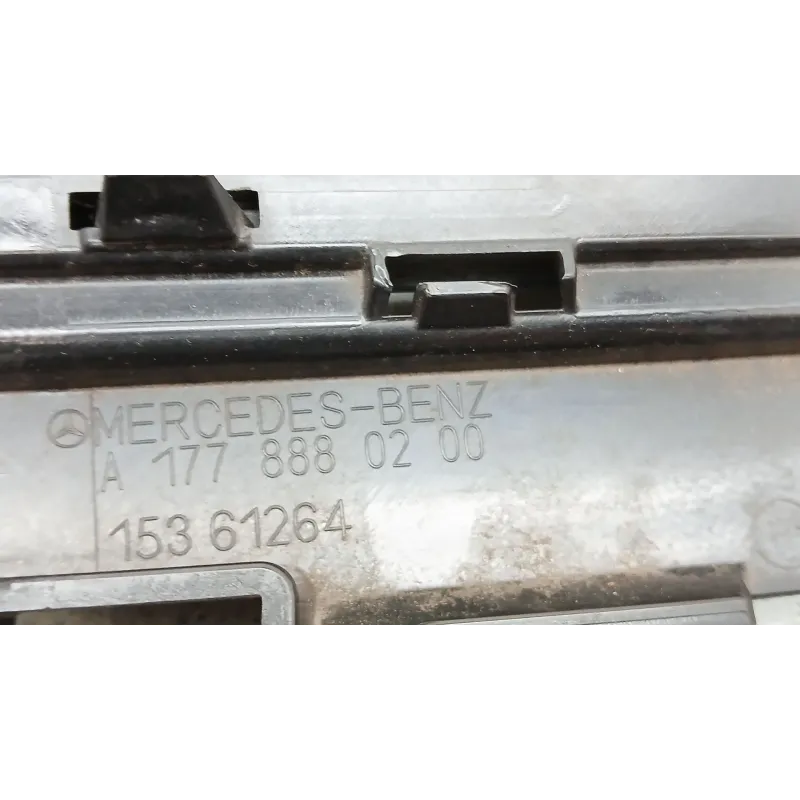 MERCEDES-BENZ
A 177 888 02 00
153 61264